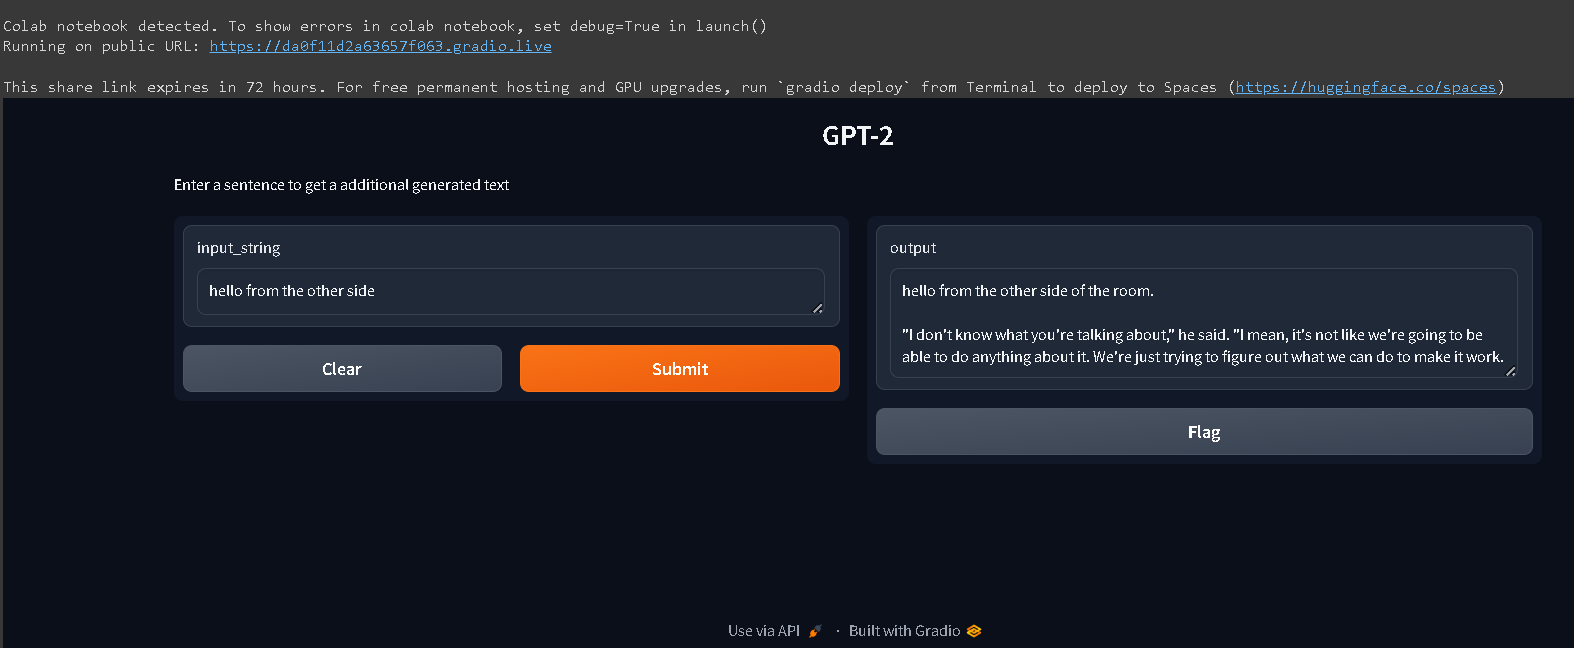 Colab notebook detected. To show errors in colab notebook, set debug=True in launch()
Running on public URL: https://da0f11d2a63657f063.gradio.live
This share link expires in 72 hours. For free permanent hosting and GPU upgrades, run `gradio deploy` from Terminal to deploy to Spaces (https://huggingface.co/spaces)
GPT-2
Enter a sentence to get a additional generated text
input_string
hello from the other side
Clear
Submit
output
hello from the other side of the room.
"I don't know what you're talking about," he said. "I mean, it's not like we're going to be
able to do anything about it. We're just trying to figure out what we can do to make it work.
Flag
Use via API · Built with Gradio